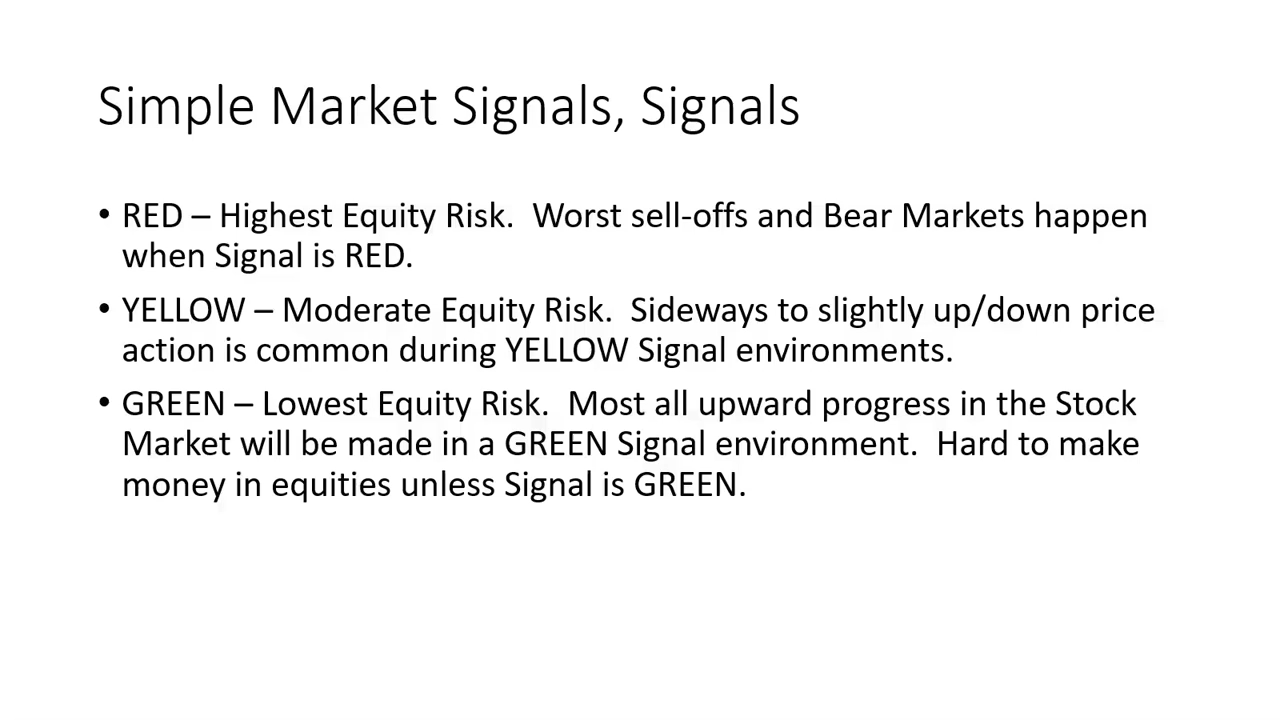 Simple Market Signals, Signals
• RED – Highest Equity Risk.  Worst sell-offs and Bear Markets happen
when Signal is RED.
• YELLOW – Moderate Equity Risk.  Sideways to slightly up/down price
action is common during YELLOW Signal environments.
• GREEN – Lowest Equity Risk.  Most all upward progress in the Stock
Market will be made in a GREEN Signal environment.  Hard to make
money in equities unless Signal is GREEN.